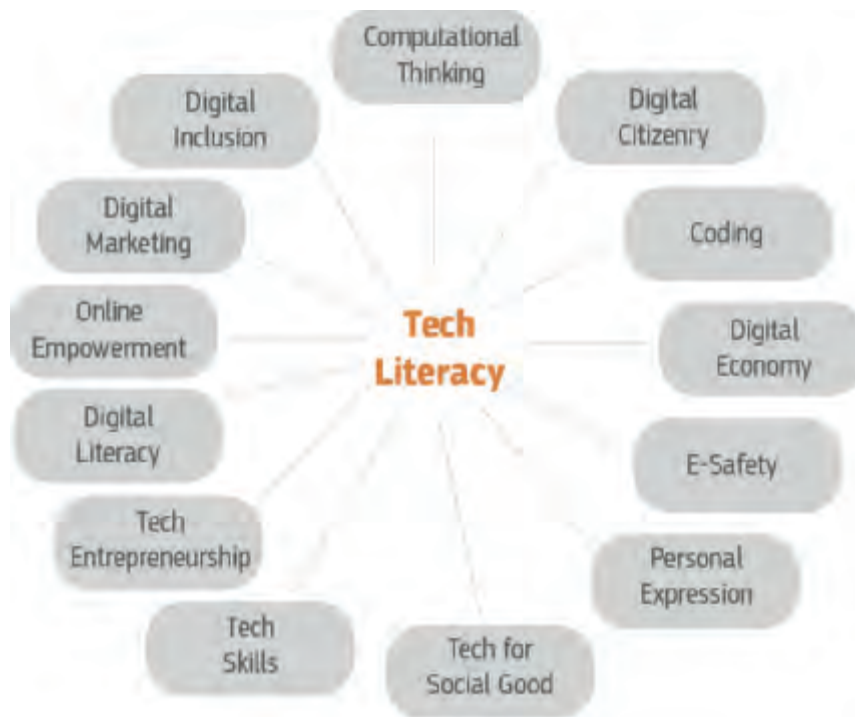 Computational
Thinking
Digital
Citizenry
Coding
Digital
Economy
E-Safety
Personal
Expression
Tech for
Social Good
Tech
Skills
Tech
Entrepreneurship
Digital
Literacy
Online
Empowerment
Digital
Marketing
Digital
Inclusion
Tech
Literacy